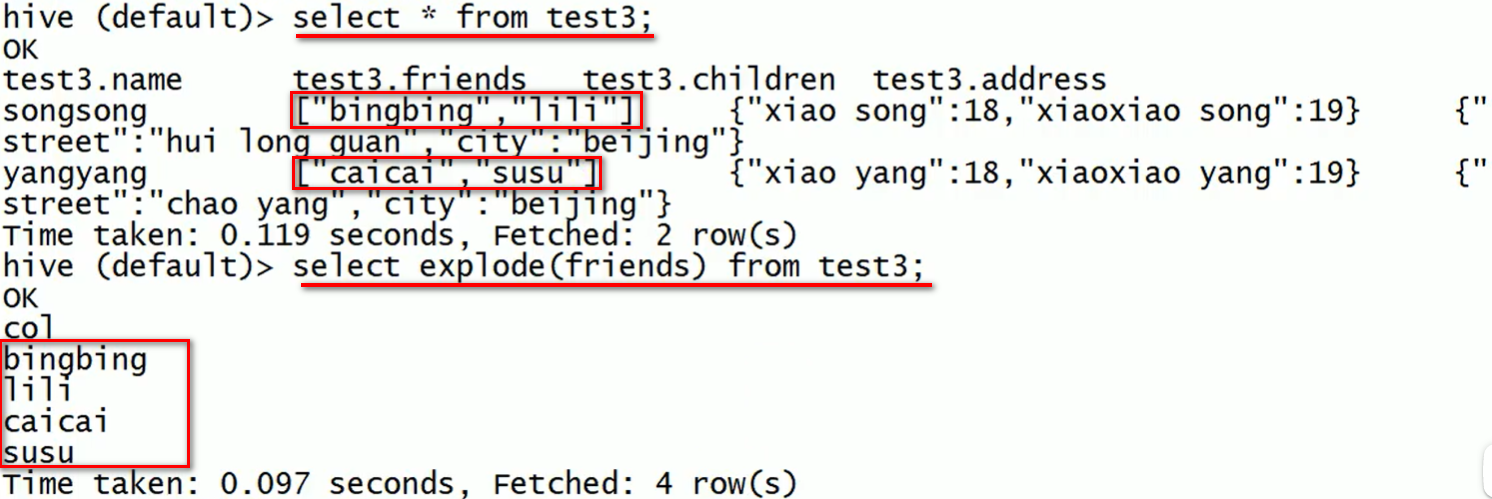 hive (default)> select * from test3;
OK
test3.name test3.friends test3.children test3.address
songsong ["bingbing","lili"] {"xiao song":18,"xiaoxiao song":19} {"
street":"hui long guan","city":"beijing"}
yangyang ["caicai","susu"] {"xiao yang":18,"xiaoxiao yang":19} {"
street":"chao yang","city":"beijing"}
Time taken: 0.119 seconds, Fetched: 2 row(s)
hive (default)> select explode(friends) from test3;
OK
col
bingbing
lili
caicai
susu
Time taken: 0.097 seconds, Fetched: 4 row(s)